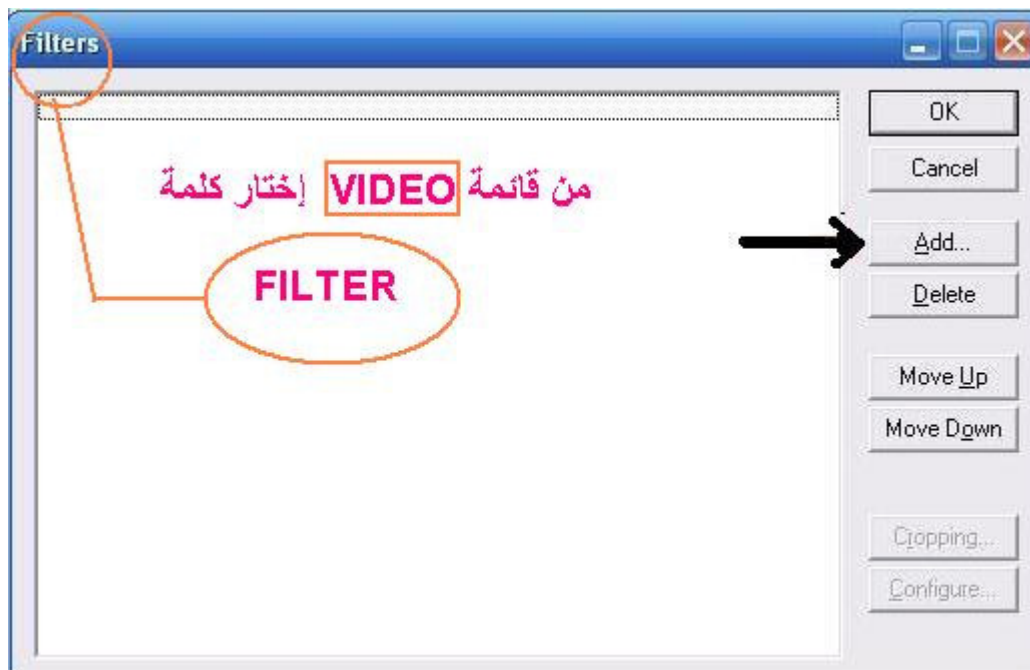 Filters
OK
من قائمة VIDEO إختار كلمة
Cancel
FILTER
Add...
Delete
Move Up
Move Down
Cropping...
Configure...